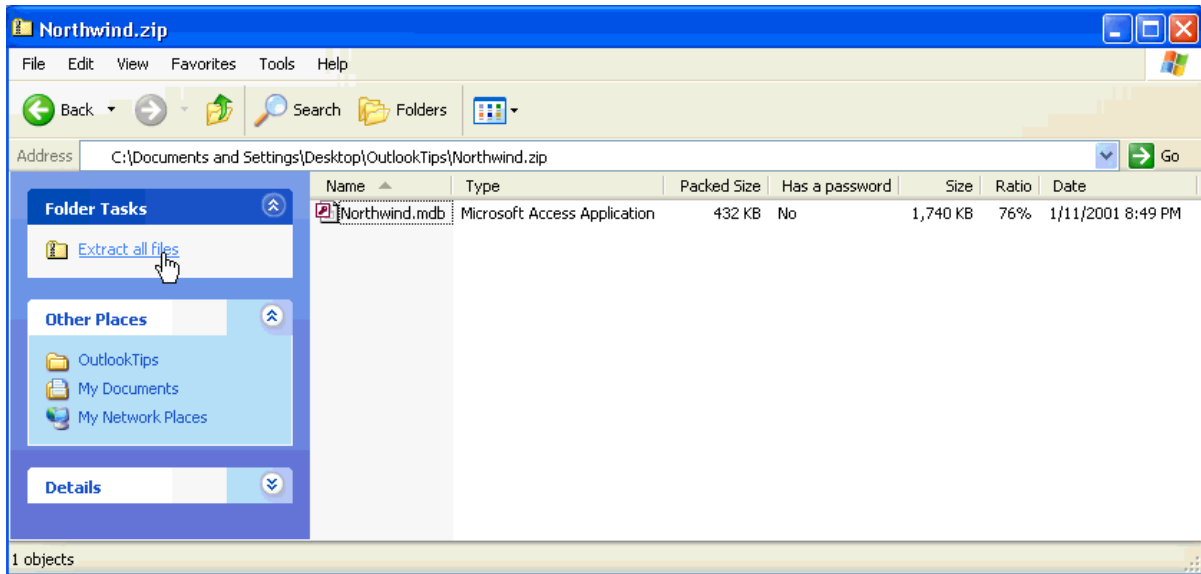 Northwind.zip
File Edit View Favorites Tools Help
Back Search Folders
Address C:\Documents and Settings\Desktop\OutlookTips\Northwind.zip Go
Folder Tasks
Extract all files
Other Places
OutlookTips
My Documents
My Network Places
Details
Name Type Packed Size Has a password Size Ratio Date
Northwind.mdb Microsoft Access Application 432 KB No 1,740 KB 76% 1/11/2001 8:49 PM
1 objects